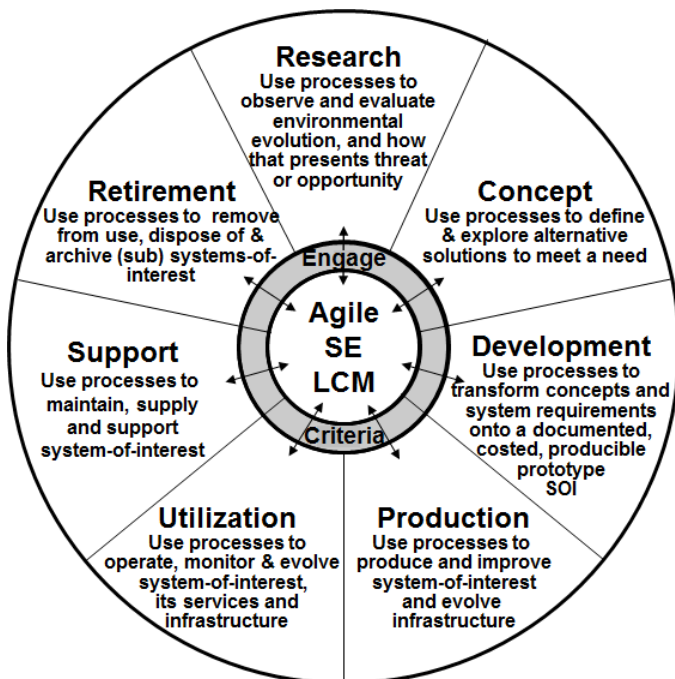 Research
Use processes to
observe and evaluate
environmental
evolution, and how
that presents threat
or opportunity
Concept
Use processes to define
& explore alternative
solutions to meet a need
Development
Use processes to
transform concepts and
system requirements
onto a documented,
costed, producible
prototype
SOI
Production
Use processes to
produce and improve
system-of-interest
and evolve
infrastructure
Utilization
Use processes to
operate, monitor & evolve
system-of-interest,
its services and
infrastructure
Support
Use processes to
maintain, supply
and support
system-of-interest
Retirement
Use processes to remove
from use, dispose of &
archive (sub) systems-of-
interest
Engage
Agile
SE
LCM
Criteria